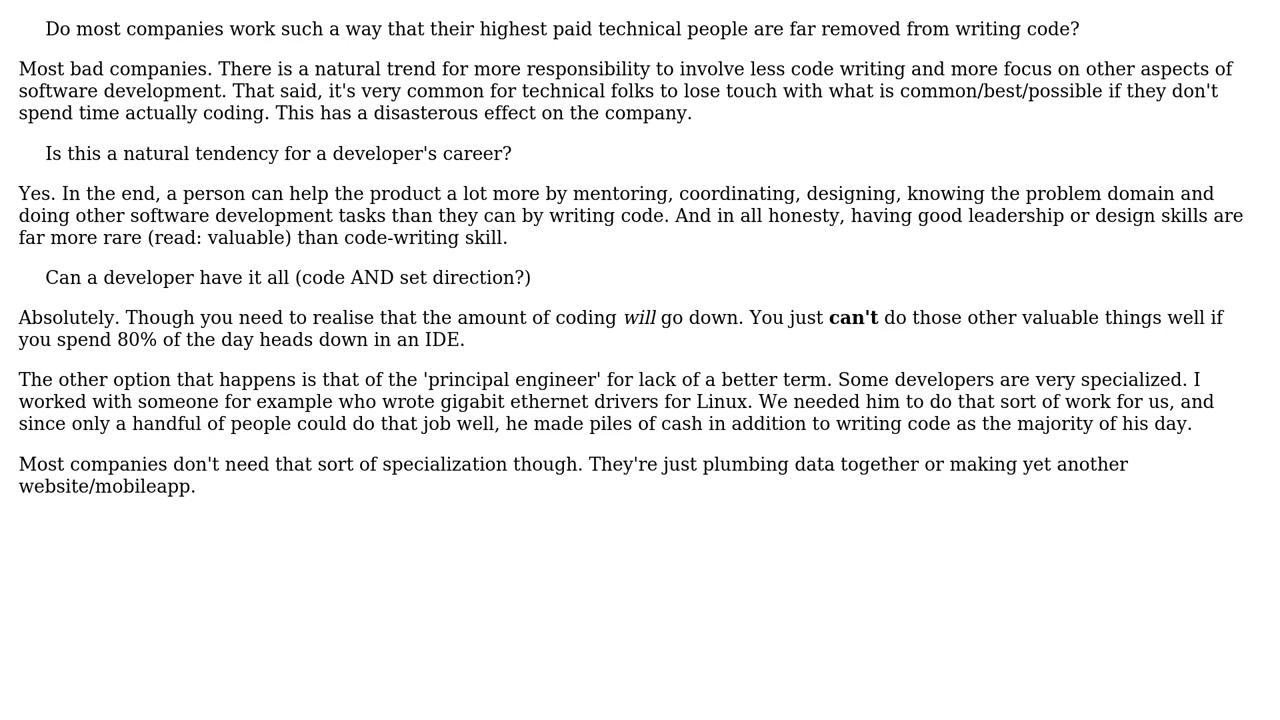 Do most companies work such a way that their highest paid technical people are far removed from writing code?
Most bad companies. There is a natural trend for more responsibility to involve less code writing and more focus on other aspects of
software development. That said, it's very common for technical folks to lose touch with what is common/best/possible if they don't
spend time actually coding. This has a disasterous effect on the company.
Is this a natural tendency for a developer's career?
Yes. In the end, a person can help the product a lot more by mentoring, coordinating, designing, knowing the problem domain and
doing other software development tasks than they can by writing code. And in all honesty, having good leadership or design skills are
far more rare (read: valuable) than code-writing skill.
Can a developer have it all (code AND set direction?)
Absolutely. Though you need to realise that the amount of coding will go down. You just can't do those other valuable things well if
you spend 80% of the day heads down in an IDE.
The other option that happens is that of the 'principal engineer' for lack of a better term. Some developers are very specialized. I
worked with someone for example who wrote gigabit ethernet drivers for Linux. We needed him to do that sort of work for us, and
since only a handful of people could do that job well, he made piles of cash in addition to writing code as the majority of his day.
Most companies don't need that sort of specialization though. They're just plumbing data together or making yet another
website/mobileapp.